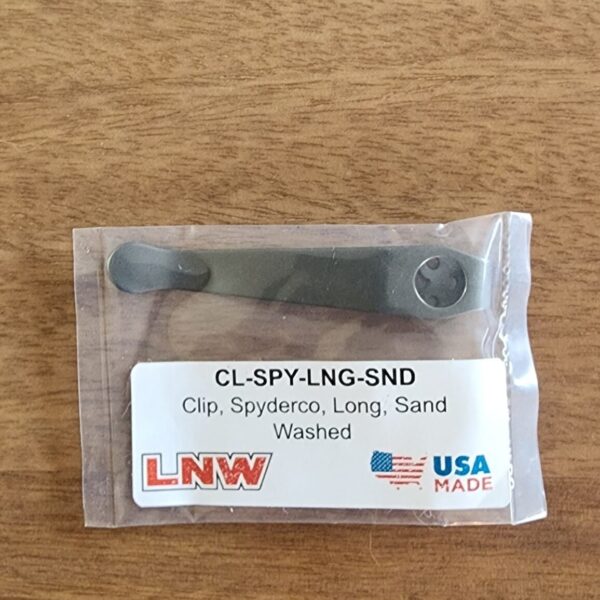 CL-SPY-LNG-SND
Clip, Spyderco, Long, Sand
Washed
LNW
USA
MADE